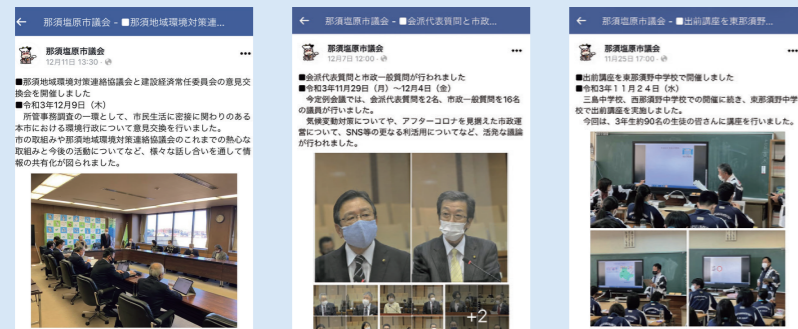 ← 那須塩原市議会 - ■那須地域環境対策連...
那須塩原市議会
12月11日 13:30 ·
■那須地域環境対策連絡協議会と建設経済常任委員会の意見交
換会を開催しました
■令和3年12月9日（木）
所管事務調査の一環として、市民生活に密接に関わりのある
本市における環境行政について意見交換を行いました。
市の取組みや那須地域環境対策連絡協議会のこれまでの熱心な
取組みと今後の活動についてなど、様々な話し合いを通して情
報の共有化が図られました。
← 那須塩原市議会 - ■会派代表質問と市政...
那須塩原市議会
12月7日 12:00 ·
■会派代表質問と市政一般質問が行われました
■令和3年11月29日（月）～12月4日（金）
今定例会議では、会派代表質問を2名、市政一般質問を16名
の議員が行いました。
気候変動対策についてや、アフターコロナを見据えた市政運
営について、SNS等の更なる利活用についてなど、活発な議論
が行われました。
+2
← 那須塩原市議会 - ■出前講座を東那須野...
那須塩原市議会
11月25日 17:00 ·
■出前講座を東那須野中学校で開催しました
■令和3年１１月２４日（水）
三島中学校、西那須野中学校での開催に続き、東那須野中学
校で出前講座を実施しました。
今回は、3年生約90名の生徒の皆さんに講座を行いました。